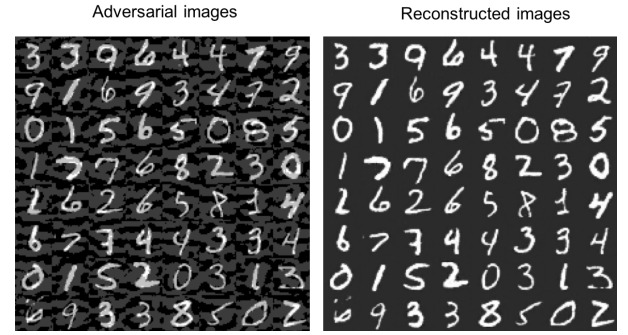 Adversarial images Reconstructed images
3 3 9 6 4 4 7 9 3 3 9 6 4 4 7 9
9 1 6 9 3 4 7 2 9 1 6 9 3 4 7 2
0 1 5 6 5 0 8 5 0 1 5 6 5 0 8 5
1 7 7 6 8 2 3 0 1 7 7 6 8 2 3 0
2 6 2 6 5 8 1 4 2 6 2 6 5 8 1 4
6 7 7 4 4 3 3 4 6 7 7 4 4 3 3 4
0 1 5 2 0 3 1 3 0 1 5 2 0 3 1 3
6 9 3 3 8 5 0 2 6 9 3 3 8 5 0 2